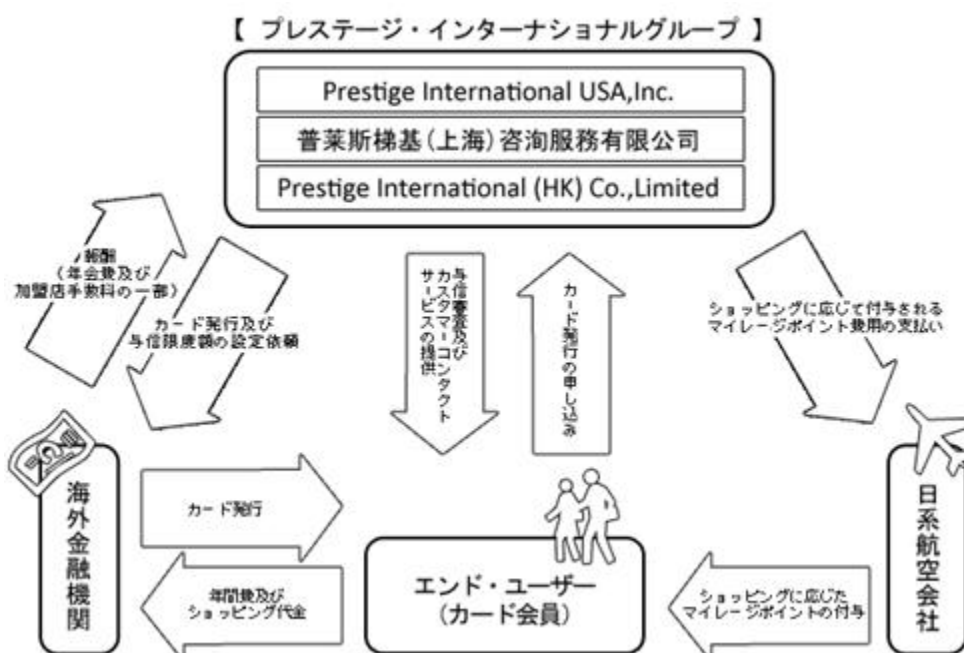 【 プレステージ・インターナショナルグループ 】
Prestige International USA,Inc.
普莱斯梯基（上海）咨洵服務有限公司
Prestige International (HK) Co.,Limited
報酬
（年会費及び
加盟店手数料の一部）
カード発行及び
与信限度額の設定依頼
与信審査及び
カスタマーコンタクト
サービスの提供
カード発行の申し込み
ショッピングに応じて付与される
マイレージポイント費用の支払い
海外金融機関
カード発行
年間費及び
ショッピング代金
エンド・ユーザー
（カード会員）
ショッピングに応じた
マイレージポイントの付与
日系航空会社